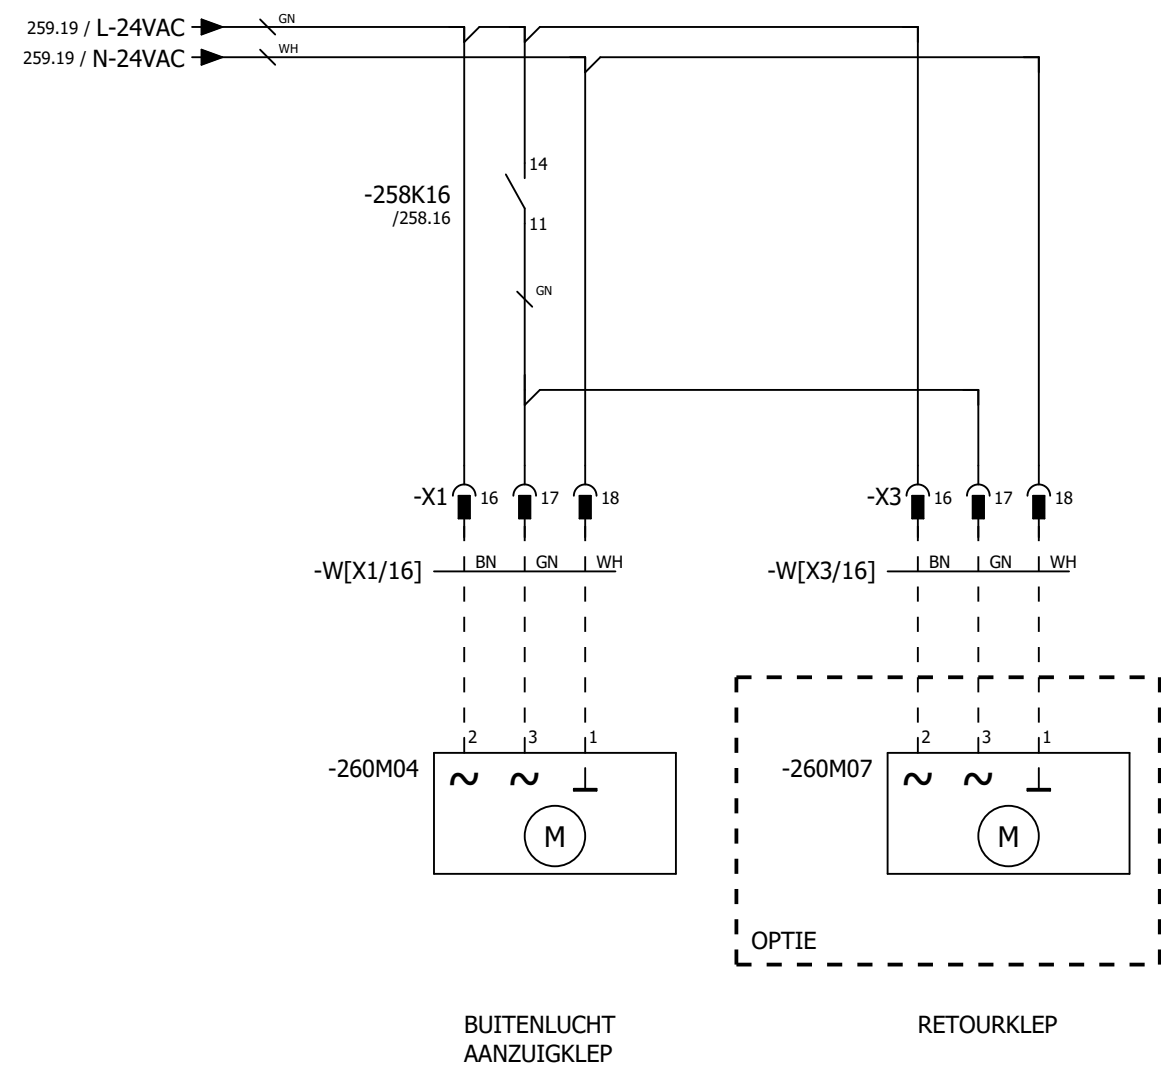 259.19 / L-24VAC
GN
259.19 / N-24VAC
WH
14
-258K16
/258.16
11
GN
-X1 16 17 18
-X3 16 17 18
-W[X1/16] BN GN WH
-W[X3/16] BN GN WH
2 3 1
2 3 1
-260M04
~ ~
-260M07
~ ~
M
M
OPTIE
BUITENLUCHT
AANZUIGKLEP
RETOURKLEP